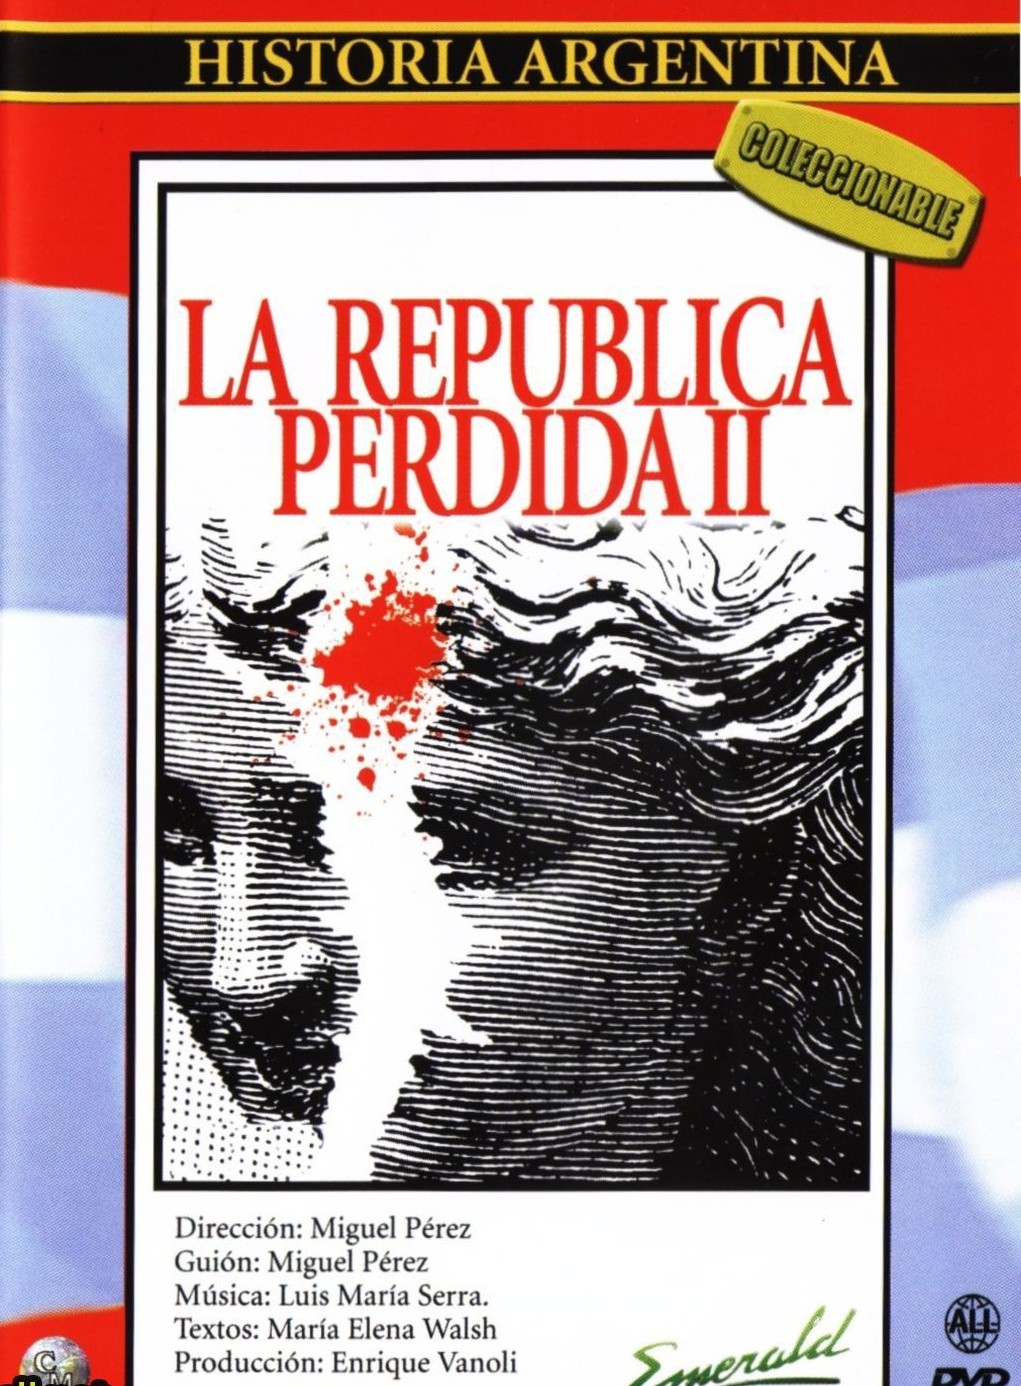 HISTORIA ARGENTINA
COLECCIONABLE
LA REPUBLICA
PERDIDA II
Dirección: Miguel Pérez
Guión: Miguel Pérez
Música: Luis María Serra.
Textos: María Elena Walsh
Producción: Enrique Vanoli
Emerald
ALL
DVD
C
M